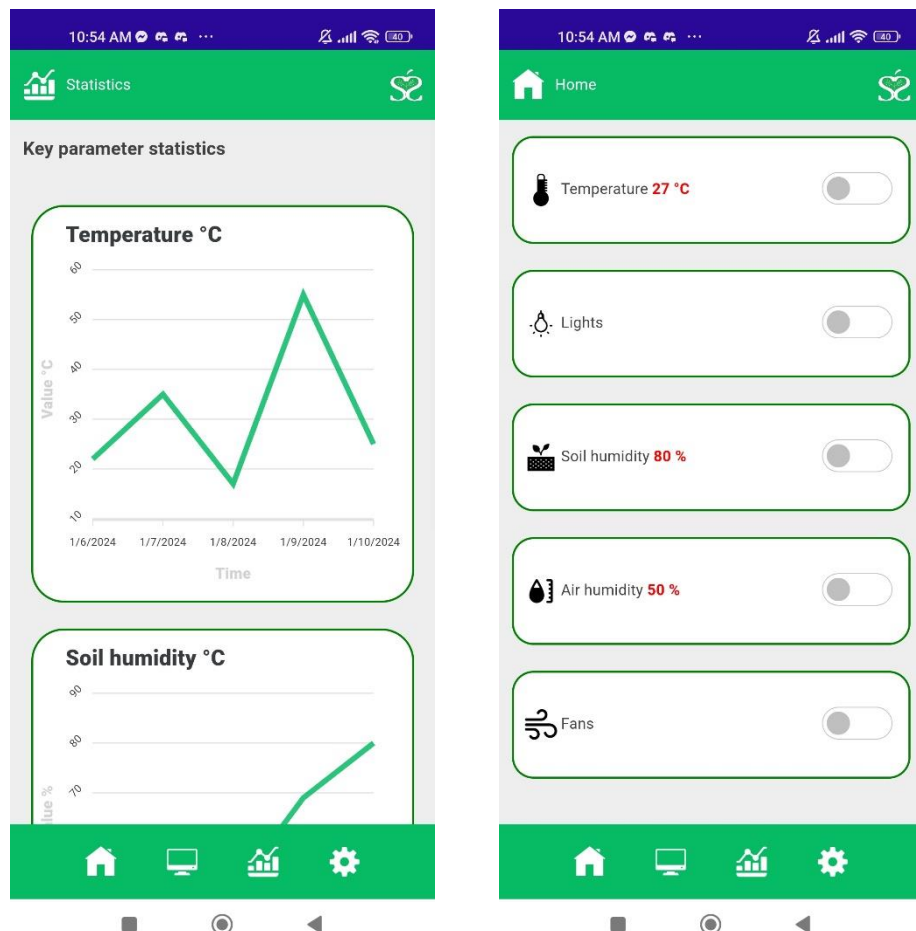 10:54 AM
40
Statistics
Key parameter statistics
Temperature °C
60
50
40
30
20
10
Value °C
1/6/2024 1/7/2024 1/8/2024 1/9/2024 1/10/2024
Time
Soil humidity °C
90
80
70
10:54 AM
40
Home
Temperature 27 °C
Lights
Soil humidity 80 %
Air humidity 50 %
Fans